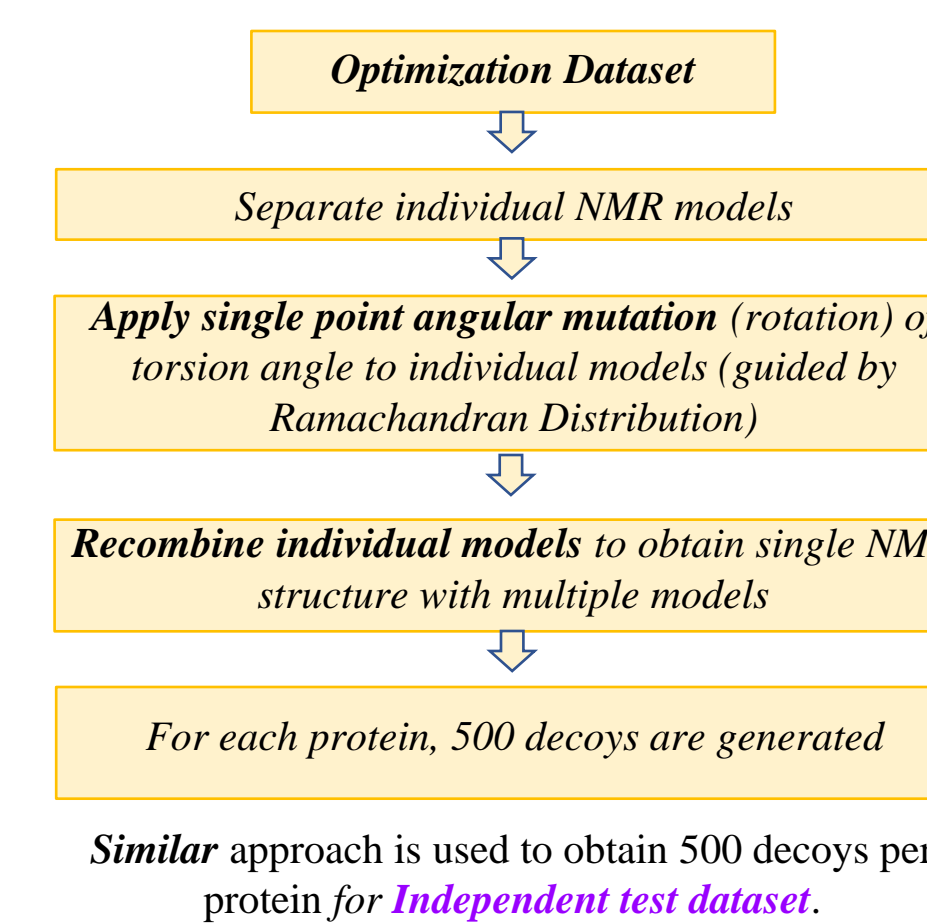 Optimization Dataset
Separate individual NMR models
Apply single point angular mutation (rotation) of
torsion angle to individual models (guided by
Ramachandran Distribution)
Recombine individual models to obtain single NM
structure with multiple models
For each protein, 500 decoys are generated
Similar approach is used to obtain 500 decoys per
protein for Independent test dataset.